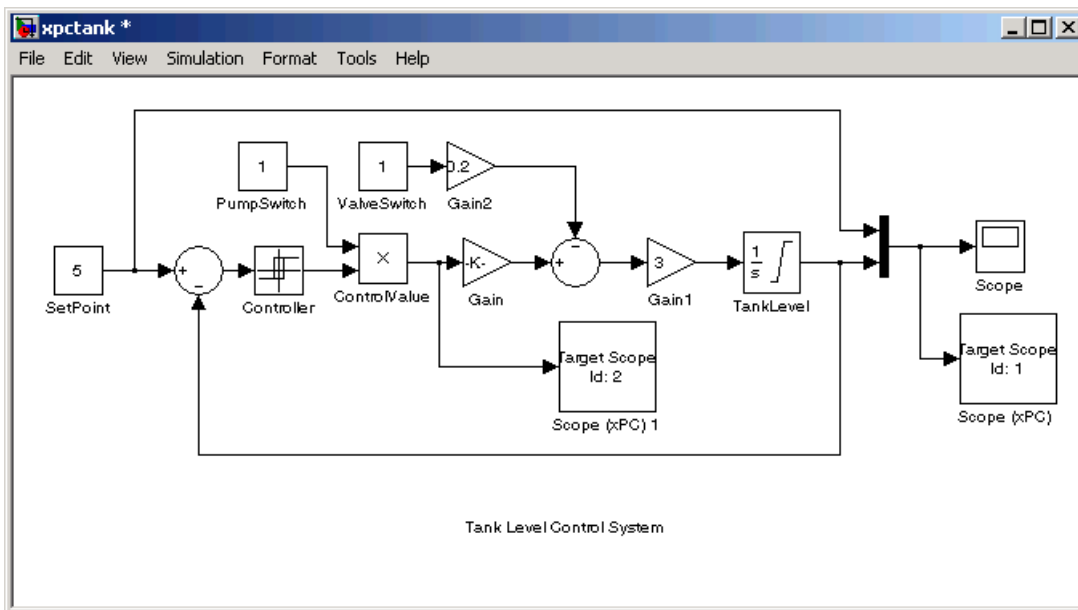 xpctank *
File Edit View Simulation Format Tools Help
1
PumpSwitch
1
ValveSwitch
0.2
Gain2
5
SetPoint
+
−
Controller
×
ControlValue
-K-
Gain
−
+
3
Gain1
1
s
TankLevel
Scope
Target Scope
Id: 2
Scope (xPC) 1
Target Scope
Id: 1
Scope (xPC)
Tank Level Control System